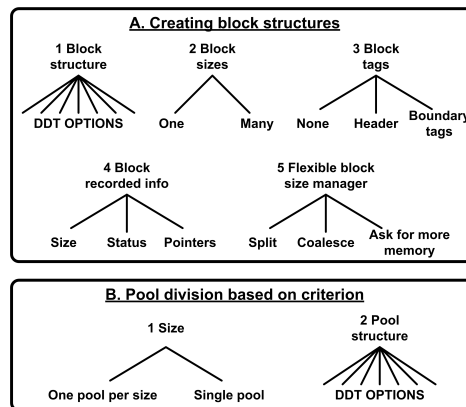 A. Creating block structures
1 Block
structure
2 Block
sizes
3 Block
tags
DDT OPTIONS
One
Many
None
Header
Boundary
tags
4 Block
recorded info
5 Flexible block
size manager
Size
Status
Pointers
Split
Coalesce
Ask for more
memory
B. Pool division based on criterion
1 Size
2 Pool
structure
One pool per size
Single pool
DDT OPTIONS